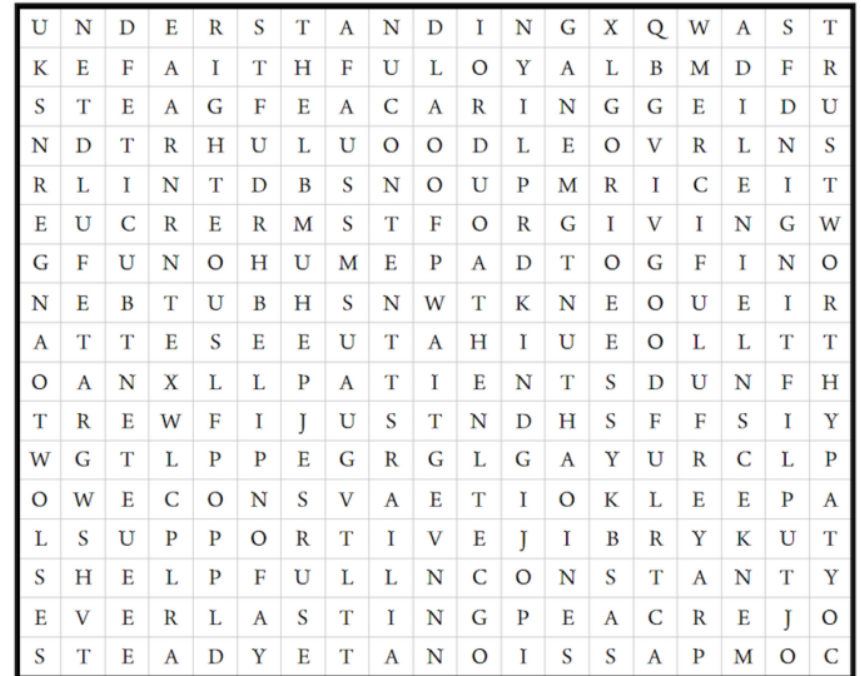 U N D E R S T A N D I N G X Q W A S T
K E F A I T H F U L O Y A L B M D F R
S T E A G F E A C A R I N G G E I D U
N D T R H U L U O O D L E O V R L N S
R L I N T D B S N O U P M R I C E I T
E U C R E R M S T F O R G I V I N G W
G F U N O H U M E P A D T O G F I N O
N E B T U B H S N W T K N E O U E I R
A T T E S E E U T A H I U E O L L T T
O A N X L L P A T I E N T S D U N F H
T R E W F I J U S T N D H S F F S I Y
W G T L P P E G R G L G A Y U R C L P
O W E C O N S V A E T I O K L E E P A
L S U P P O R T I V E J I B R Y K U T
S H E L P F U L L N C O N S T A N T Y
E V E R L A S T I N G P E A C R E J O
S T E A D Y E T A N O I S S A P M O C